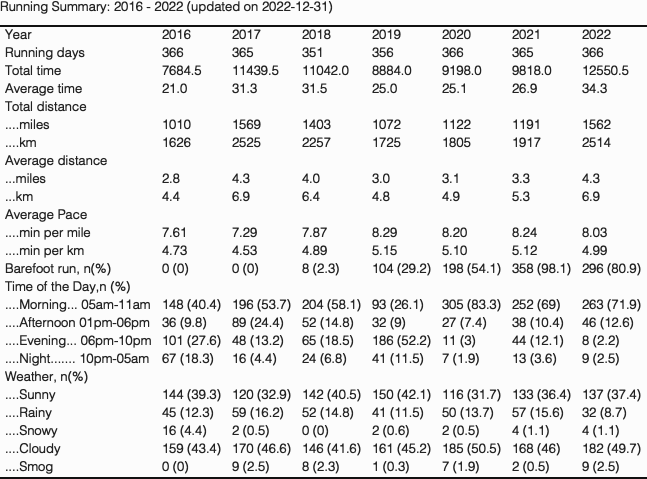 Running Summary: 2016 - 2022 (updated on 2022-12-31)
Year 2016 2017 2018 2019 2020 2021 2022
Running days 366 365 351 356 366 365 366
Total time 7684.5 11439.5 11042.0 8884.0 9198.0 9818.0 12550.5
Average time 21.0 31.3 31.5 25.0 25.1 26.9 34.3
Total distance
....miles 1010 1569 1403 1072 1122 1191 1562
....km 1626 2525 2257 1725 1805 1917 2514
Average distance
...miles 2.8 4.3 4.0 3.0 3.1 3.3 4.3
...km 4.4 6.9 6.4 4.8 4.9 5.3 6.9
Average Pace
....min per mile 7.61 7.29 7.87 8.29 8.20 8.24 8.03
....min per km 4.73 4.53 4.89 5.15 5.10 5.12 4.99
Barefoot run, n(%) 0 (0) 0 (0) 8 (2.3) 104 (29.2) 198 (54.1) 358 (98.1) 296 (80.9)
Time of the Day,n (%)
....Morning... 05am-11am 148 (40.4) 196 (53.7) 204 (58.1) 93 (26.1) 305 (83.3) 252 (69) 263 (71.9)
....Afternoon 01pm-06pm 36 (9.8) 89 (24.4) 52 (14.8) 32 (9) 27 (7.4) 38 (10.4) 46 (12.6)
....Evening... 06pm-10pm 101 (27.6) 48 (13.2) 65 (18.5) 186 (52.2) 11 (3) 44 (12.1) 8 (2.2)
....Night....... 10pm-05am 67 (18.3) 16 (4.4) 24 (6.8) 41 (11.5) 7 (1.9) 13 (3.6) 9 (2.5)
Weather, n(%)
....Sunny 144 (39.3) 120 (32.9) 142 (40.5) 150 (42.1) 116 (31.7) 133 (36.4) 137 (37.4)
....Rainy 45 (12.3) 59 (16.2) 52 (14.8) 41 (11.5) 50 (13.7) 57 (15.6) 32 (8.7)
....Snowy 16 (4.4) 2 (0.5) 0 (0) 2 (0.6) 2 (0.5) 4 (1.1) 4 (1.1)
....Cloudy 159 (43.4) 170 (46.6) 146 (41.6) 161 (45.2) 185 (50.5) 168 (46) 182 (49.7)
....Smog 0 (0) 9 (2.5) 8 (2.3) 1 (0.3) 7 (1.9) 2 (0.5) 9 (2.5)